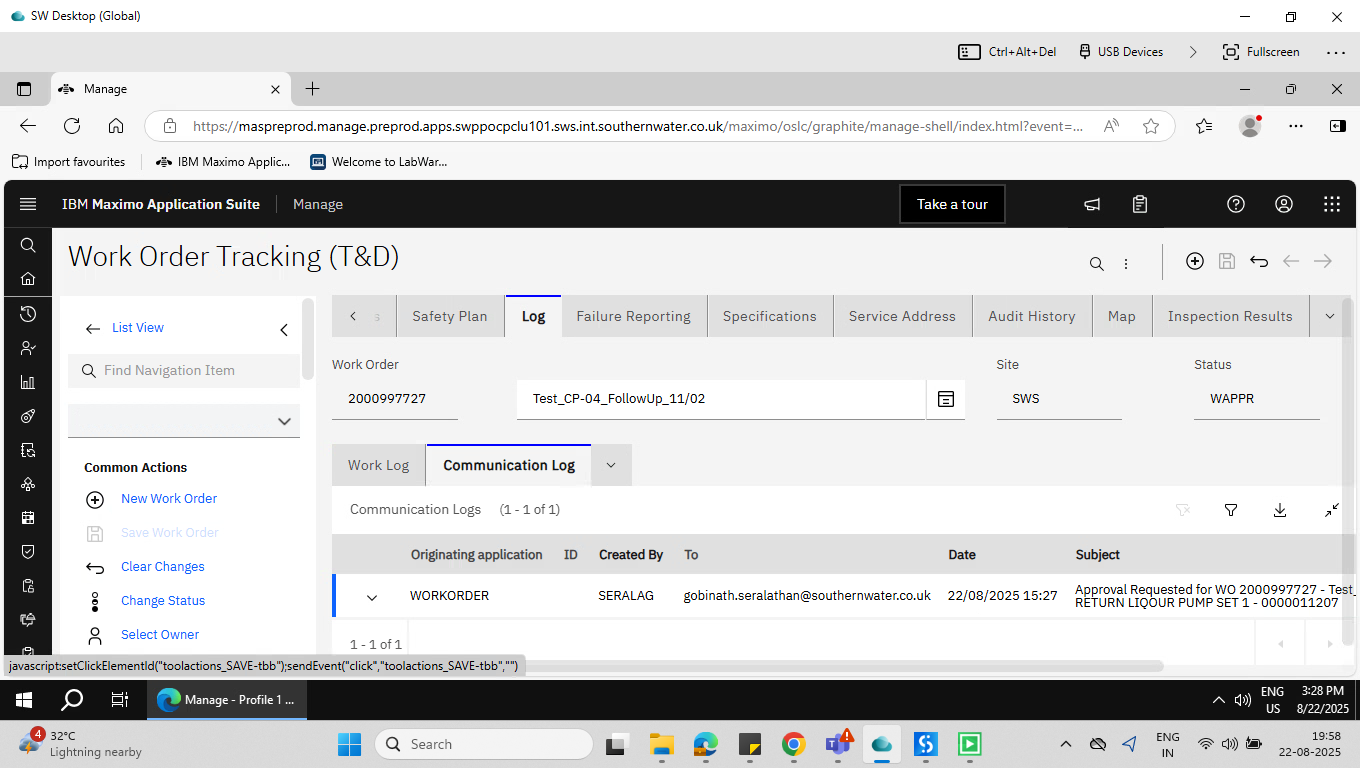 SW Desktop (Global)
Ctrl+Alt+Del USB Devices Fullscreen
Manage
https://maspreprod.manage.preprod.apps.swppocpclu101.sws.int.southernwater.co.uk/maximo/oslc/graphite/manage-shell/index.html?event=...
Import favourites IBM Maximo Applic... Welcome to LabWar...
IBM Maximo Application Suite Manage Take a tour
Work Order Tracking (T&D)
List View
Find Navigation Item
Common Actions
New Work Order
Save Work Order
Clear Changes
Change Status
Select Owner
s Safety Plan Log Failure Reporting Specifications Service Address Audit History Map Inspection Results
Work Order Site Status
2000997727 Test_CP-04_FollowUp_11/02 SWS WAPPR
Work Log Communication Log
Communication Logs (1 - 1 of 1)
Originating application ID Created By To Date Subject
WORKORDER SERALAG gobinath.seralathan@southernwater.co.uk 22/08/2025 15:27 Approval Requested for WO 2000997727 - Test_
RETURN LIQOUR PUMP SET 1 - 0000011207
1 - 1 of 1
javascript:setClickElementId("toolactions_SAVE-tbb");sendEvent("click","toolactions_SAVE-tbb","")
Manage - Profile 1 ... ENG US 3:28 PM 8/22/2025
4 32°C
Lightning nearby
Search
ENG
IN
19:58
22-08-2025